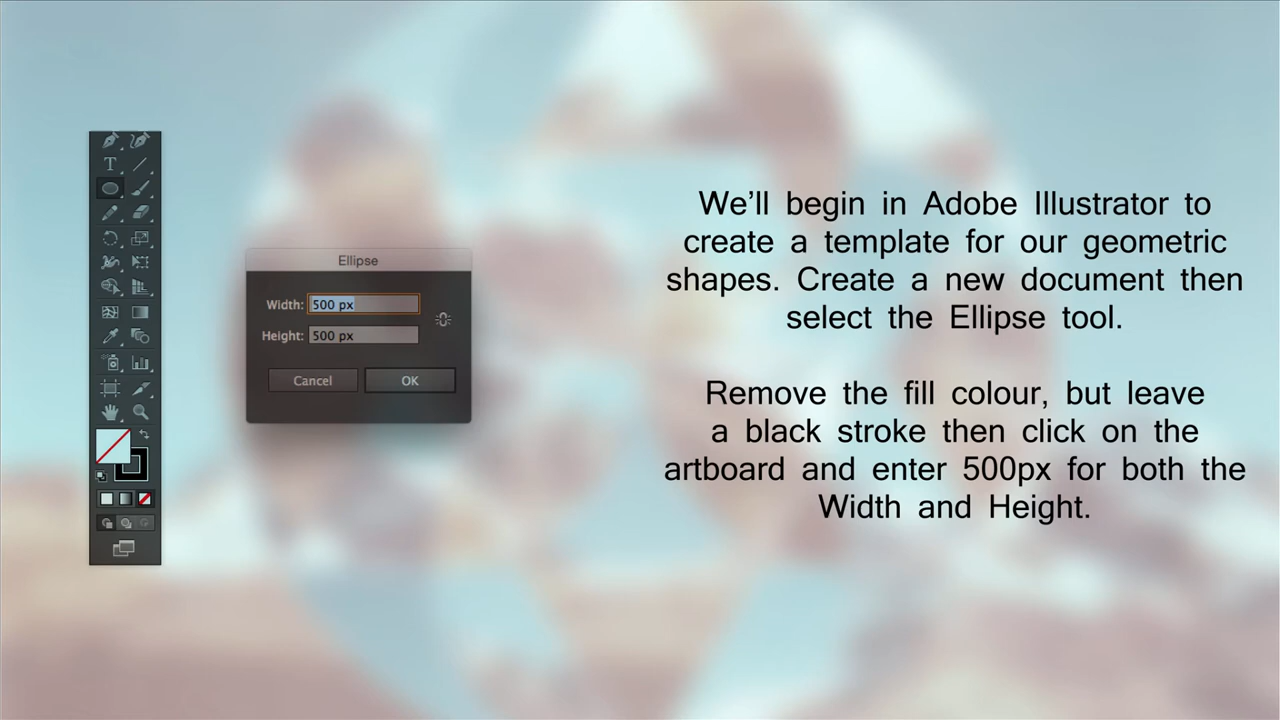 Ellipse
Width: 500 px
Height: 500 px
Cancel OK
T
We'll begin in Adobe Illustrator to
create a template for our geometric
shapes. Create a new document then
select the Ellipse tool.
Remove the fill colour, but leave
a black stroke then click on the
artboard and enter 500px for both the
Width and Height.